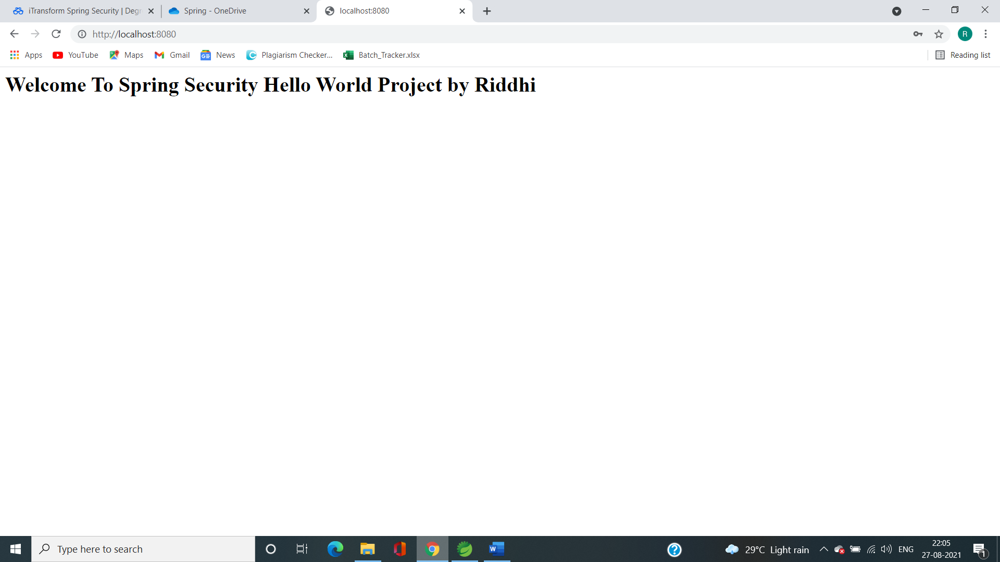 iTransform Spring Security | Degr
Spring - OneDrive
localhost:8080
http://localhost:8080
R
Apps
YouTube
Maps
Gmail
News
Plagiarism Checker...
Batch_Tracker.xlsx
Reading list
Welcome To Spring Security Hello World Project by Riddhi
Type here to search
29°C Light rain
ENG
22:05
27-08-2021
1